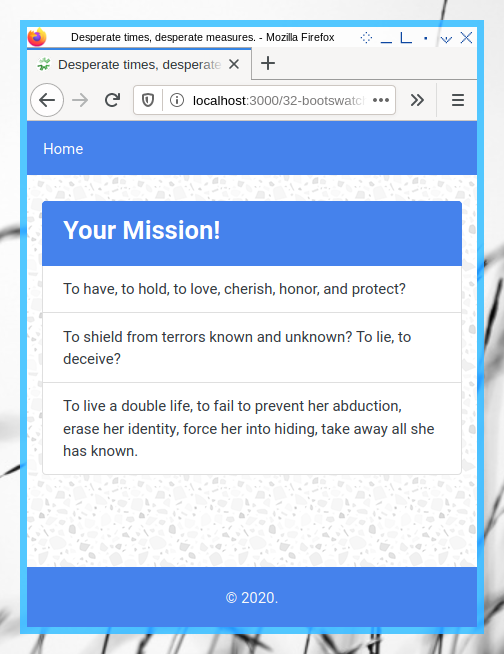 Desperate times, desperate measures. - Mozilla Firefox
Desperate times, desperate
localhost:3000/32-bootswatc
Home
Your Mission!
To have, to hold, to love, cherish, honor, and protect?
To shield from terrors known and unknown? To lie, to
deceive?
To live a double life, to fail to prevent her abduction,
erase her identity, force her into hiding, take away all she
has known.
© 2020.